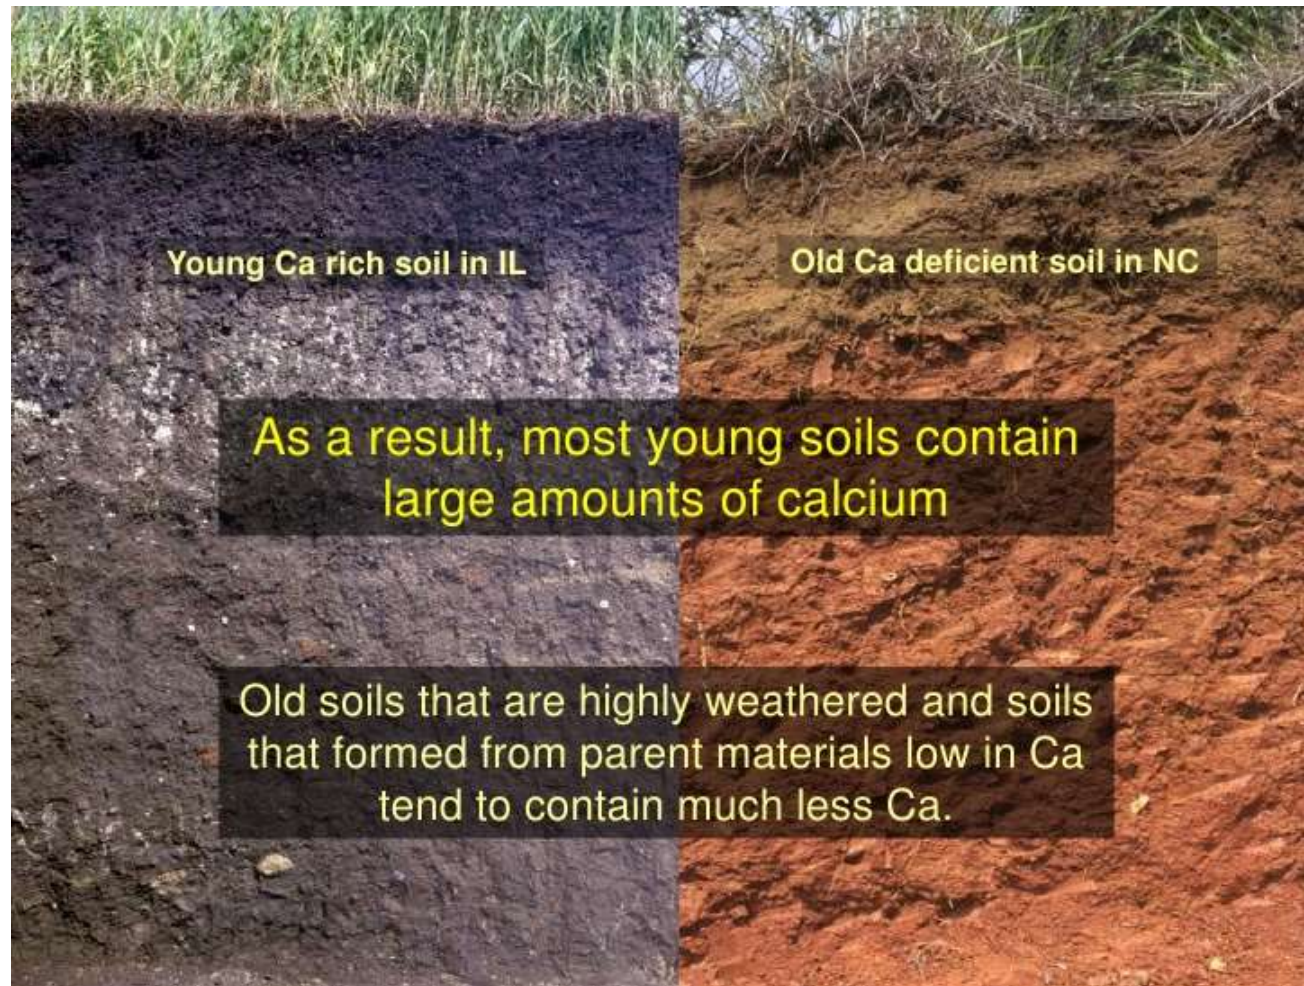 Young Ca rich soil in IL
Old Ca deficient soil in NC
As a result, most young soils contain
large amounts of calcium
Old soils that are highly weathered and soils
that formed from parent materials low in Ca
tend to contain much less Ca.